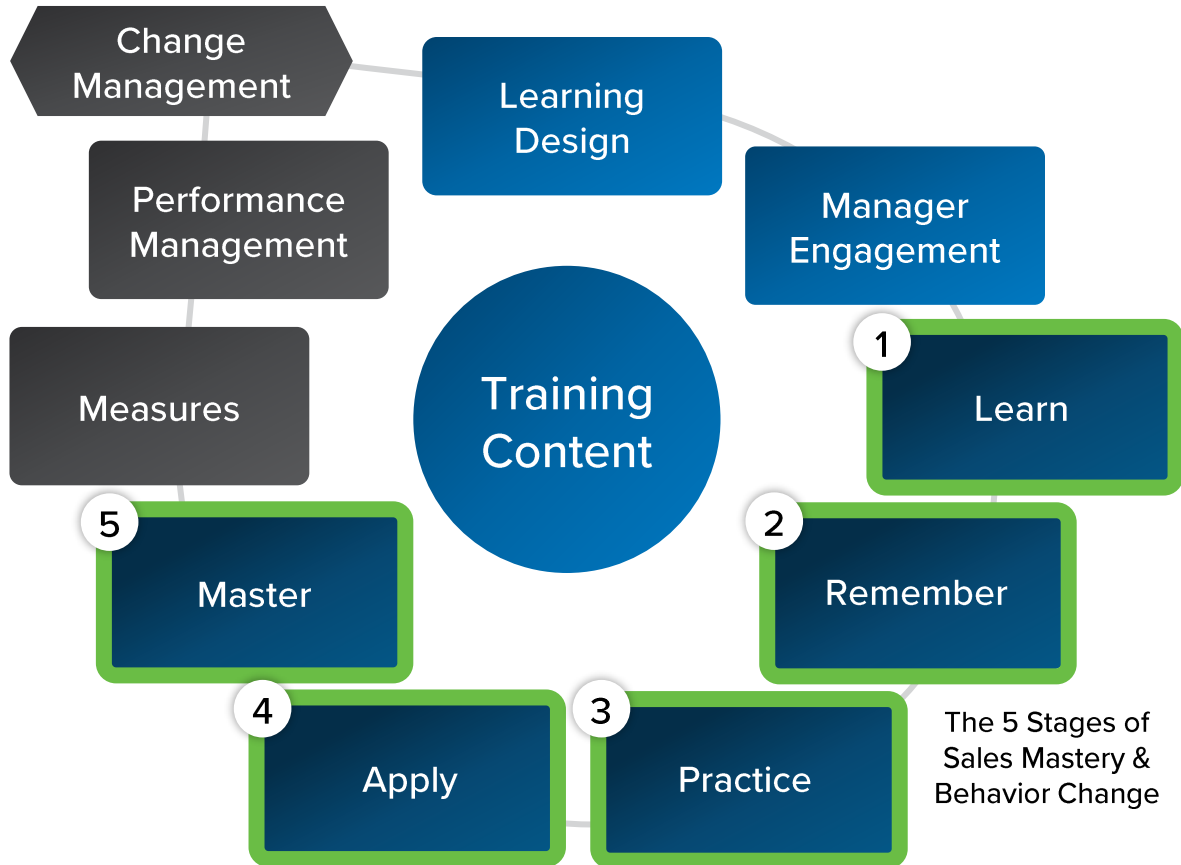 Change
Management
Learning
Design
Performance
Management
Manager
Engagement
Training
Content
Measures
1
Learn
2
Remember
3
Practice
4
Apply
5
Master
The 5 Stages of
Sales Mastery &
Behavior Change